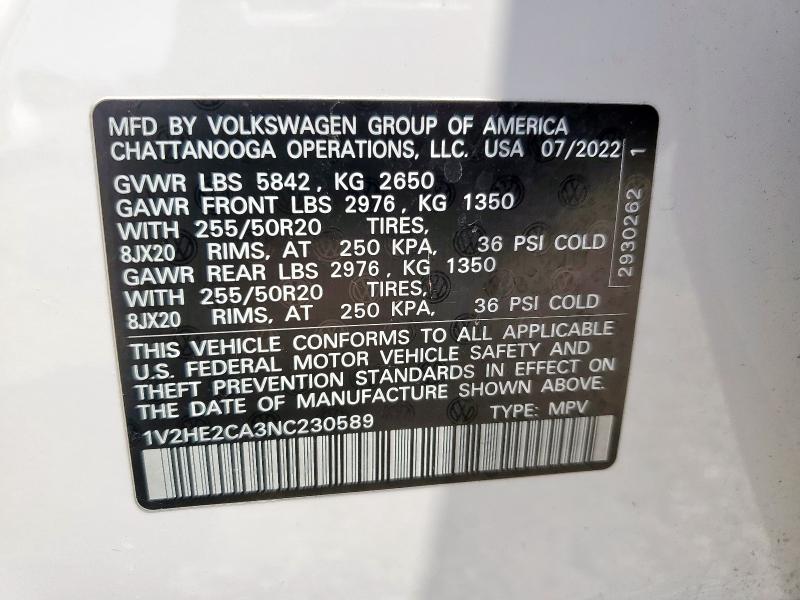 MFD BY VOLKSWAGEN GROUP OF AMERICA
CHATTANOOGA OPERATIONS, LLC. USA 07/2022
GVWR LBS 5842, KG 2650
GAWR FRONT LBS 2976, KG 1350
WITH 255/50R20 TIRES,
8JX20 RIMS, AT 250 KPA, 36 PSI COLD
GAWR REAR LBS 2976, KG 1350
WITH 255/50R20 TIRES,
8JX20 RIMS, AT 250 KPA, 36 PSI COLD
THIS VEHICLE CONFORMS TO ALL APPLICABLE
U.S. FEDERAL MOTOR VEHICLE SAFETY AND
THEFT PREVENTION STANDARDS IN EFFECT ON
THE DATE OF MANUFACTURE SHOWN ABOVE.
1V2HE2CA3NC230589 TYPE: MPV
2930262 1